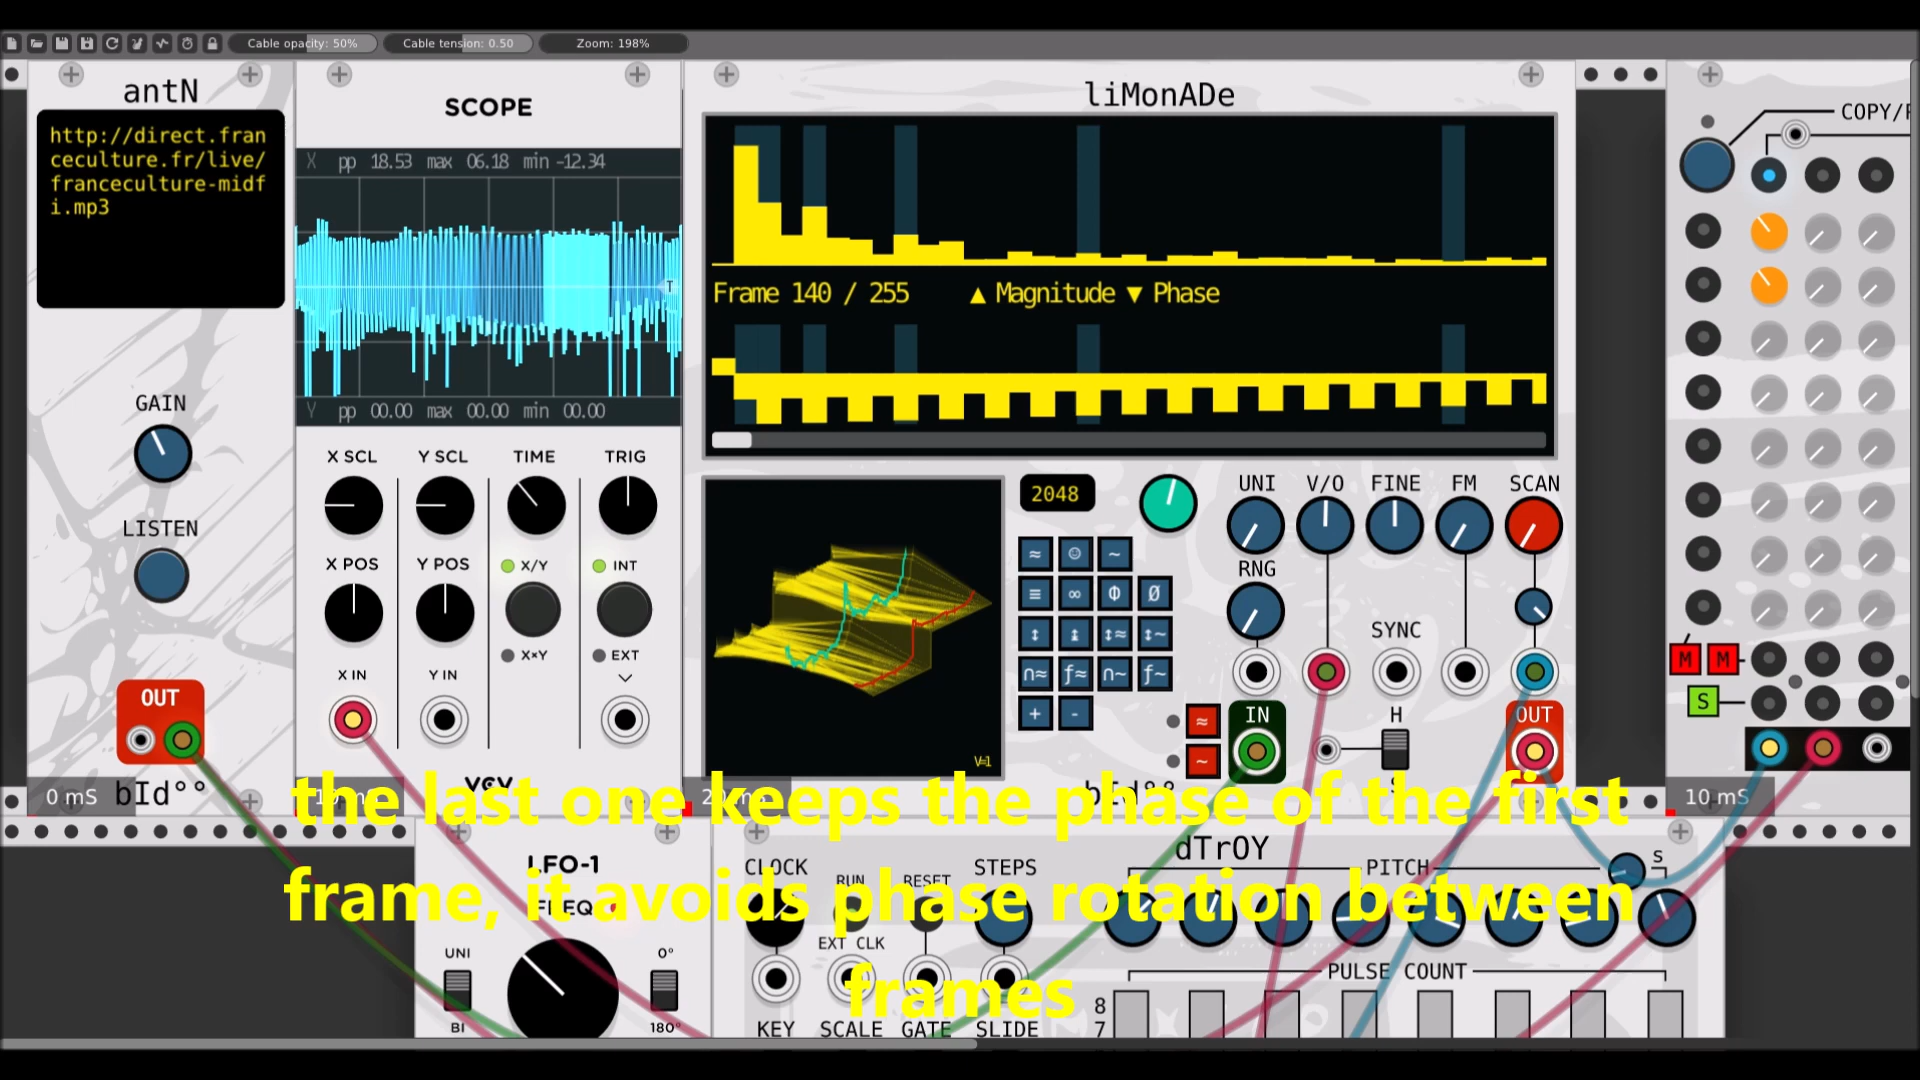 Cable opacity: 50%
Cable tension: 0.50
Zoom: 198%
antN
http://direct.fran
ceculture.fr/live/
franceculture-midf
i.mp3
GAIN
LISTEN
OUT
0 mS
bId°°
SCOPE
X pp 18.53 max 06.18 min -12.34
T
Y pp 00.00 max 00.00 min 00.00
X SCL Y SCL TIME TRIG
X POS Y POS X/Y INT
X×Y EXT
X IN Y IN
liMonADe
Frame 140 / 255 ▲ Magnitude ▼ Phase
2048
UNI V/O FINE FM SCAN
RNG
SYNC
IN H OUT
V=1
COPY/
M M
S
10 mS
the last one keeps the phase of the first
frame, it avoids phase rotation between
frames
LFO-1
FREQ
UNI 0°
BI 180°
dTrOY
CLOCK RUN RESET STEPS
PITCH S
EXT CLK
PULSE COUNT
8
7
KEY SCALE GATE SLIDE